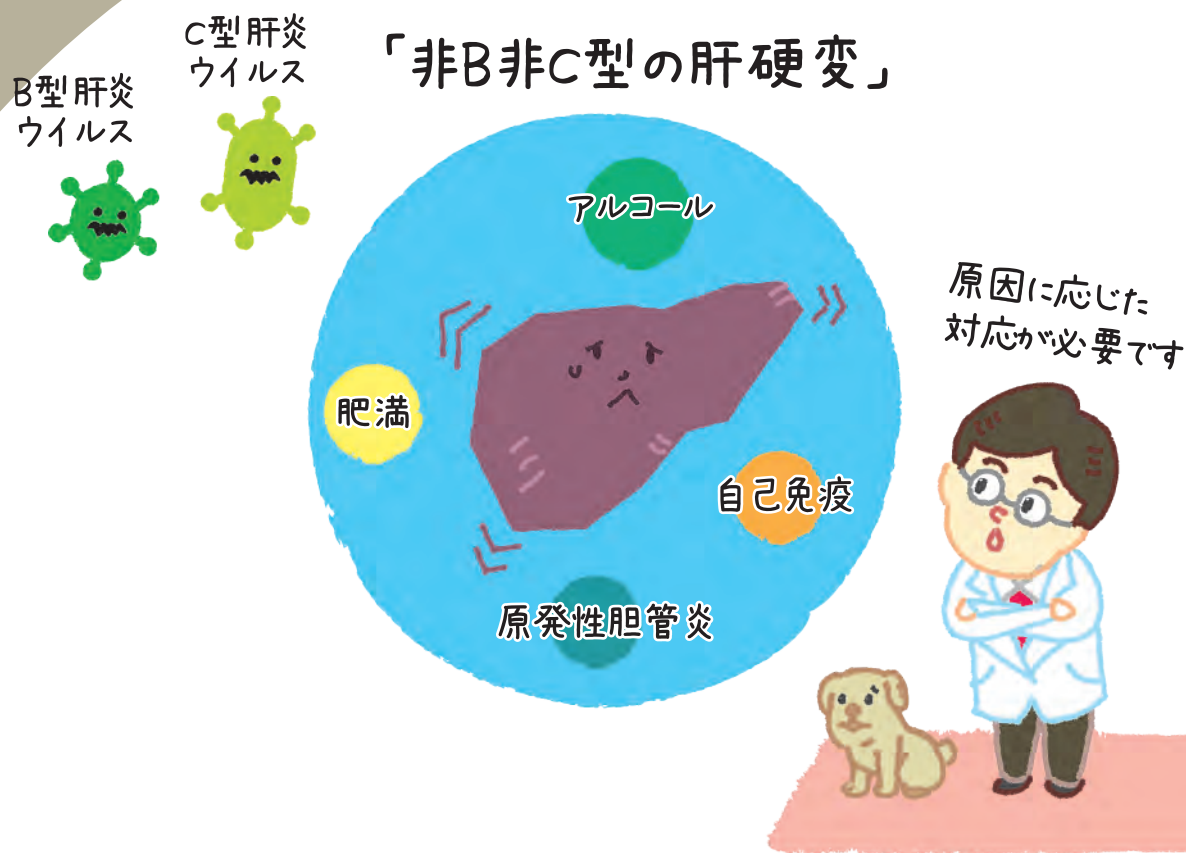 C型肝炎
ウイルス
B型肝炎
ウイルス
「非B非C型の肝硬変」
アルコール
肥満
自己免疫
原発性胆管炎
原因に応じた
対応が必要です